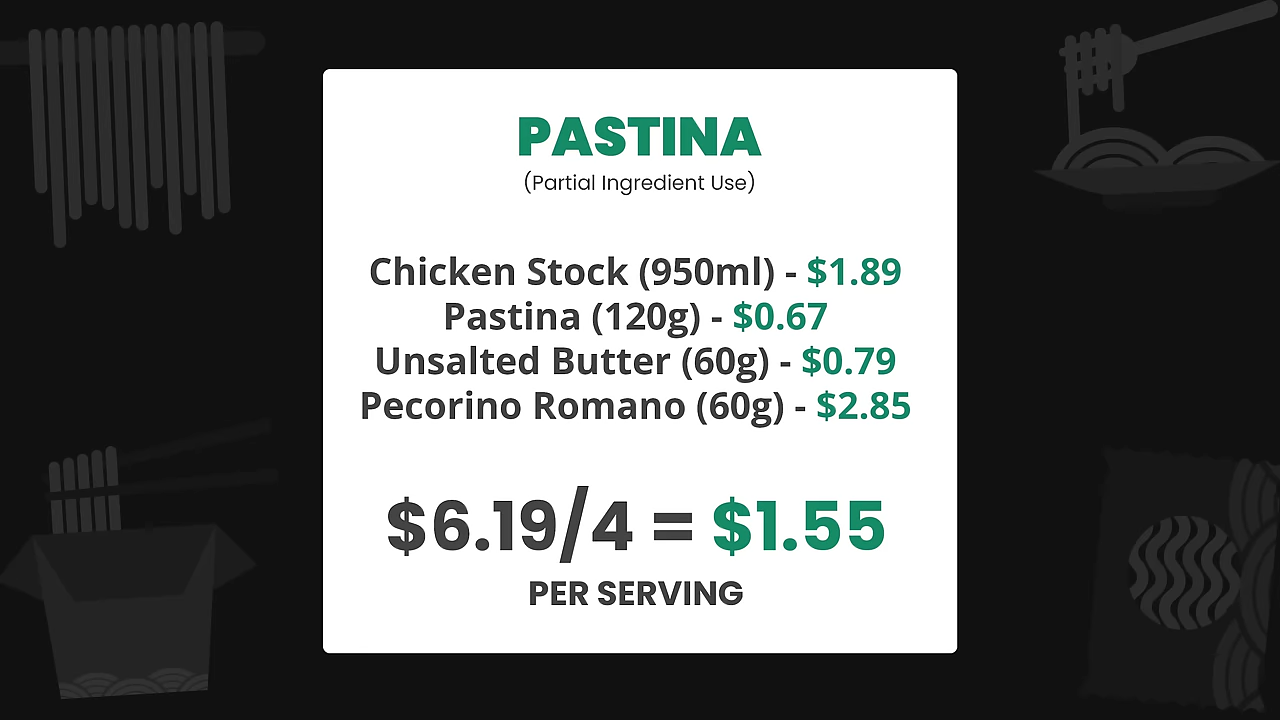 PASTINA
(Partial Ingredient Use)
Chicken Stock (950ml) - $1.89
Pastina (120g) - $0.67
Unsalted Butter (60g) - $0.79
Pecorino Romano (60g) - $2.85
$6.19/4 = $1.55
PER SERVING